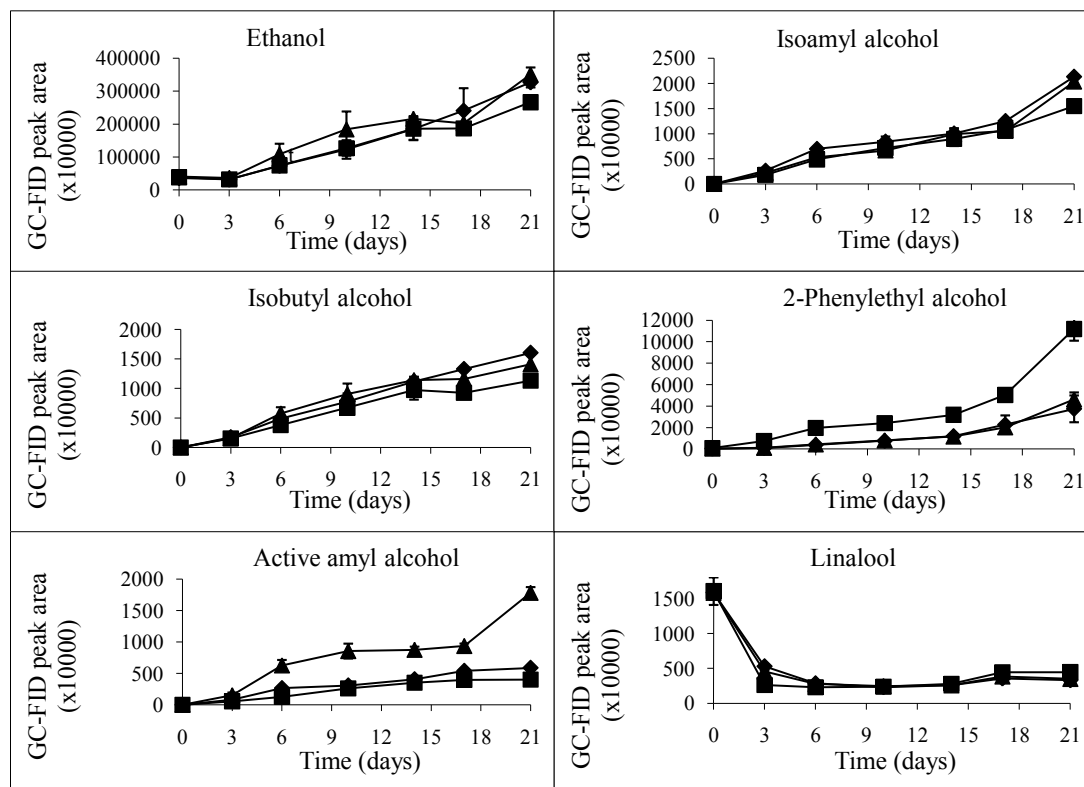 Ethanol
GC-FID peak area
(x10000)
400000
300000
200000
100000
0
0 3 6 9 12 15 18 21
Time (days)
Isoamyl alcohol
GC-FID peak area
(x10000)
2500
2000
1500
1000
500
0
0 3 6 9 12 15 18 21
Time (days)
Isobutyl alcohol
GC-FID peak area
(x10000)
2000
1500
1000
500
0
0 3 6 9 12 15 18 21
Time (days)
2-Phenylethyl alcohol
GC-FID peak area
(x10000)
12000
10000
8000
6000
4000
2000
0
0 3 6 9 12 15 18 21
Time (days)
Active amyl alcohol
GC-FID peak area
(x10000)
2000
1500
1000
500
0
0 3 6 9 12 15 18 21
Time (days)
Linalool
GC-FID peak area
(x10000)
1500
1000
500
0
0 3 6 9 12 15 18 21
Time (days)